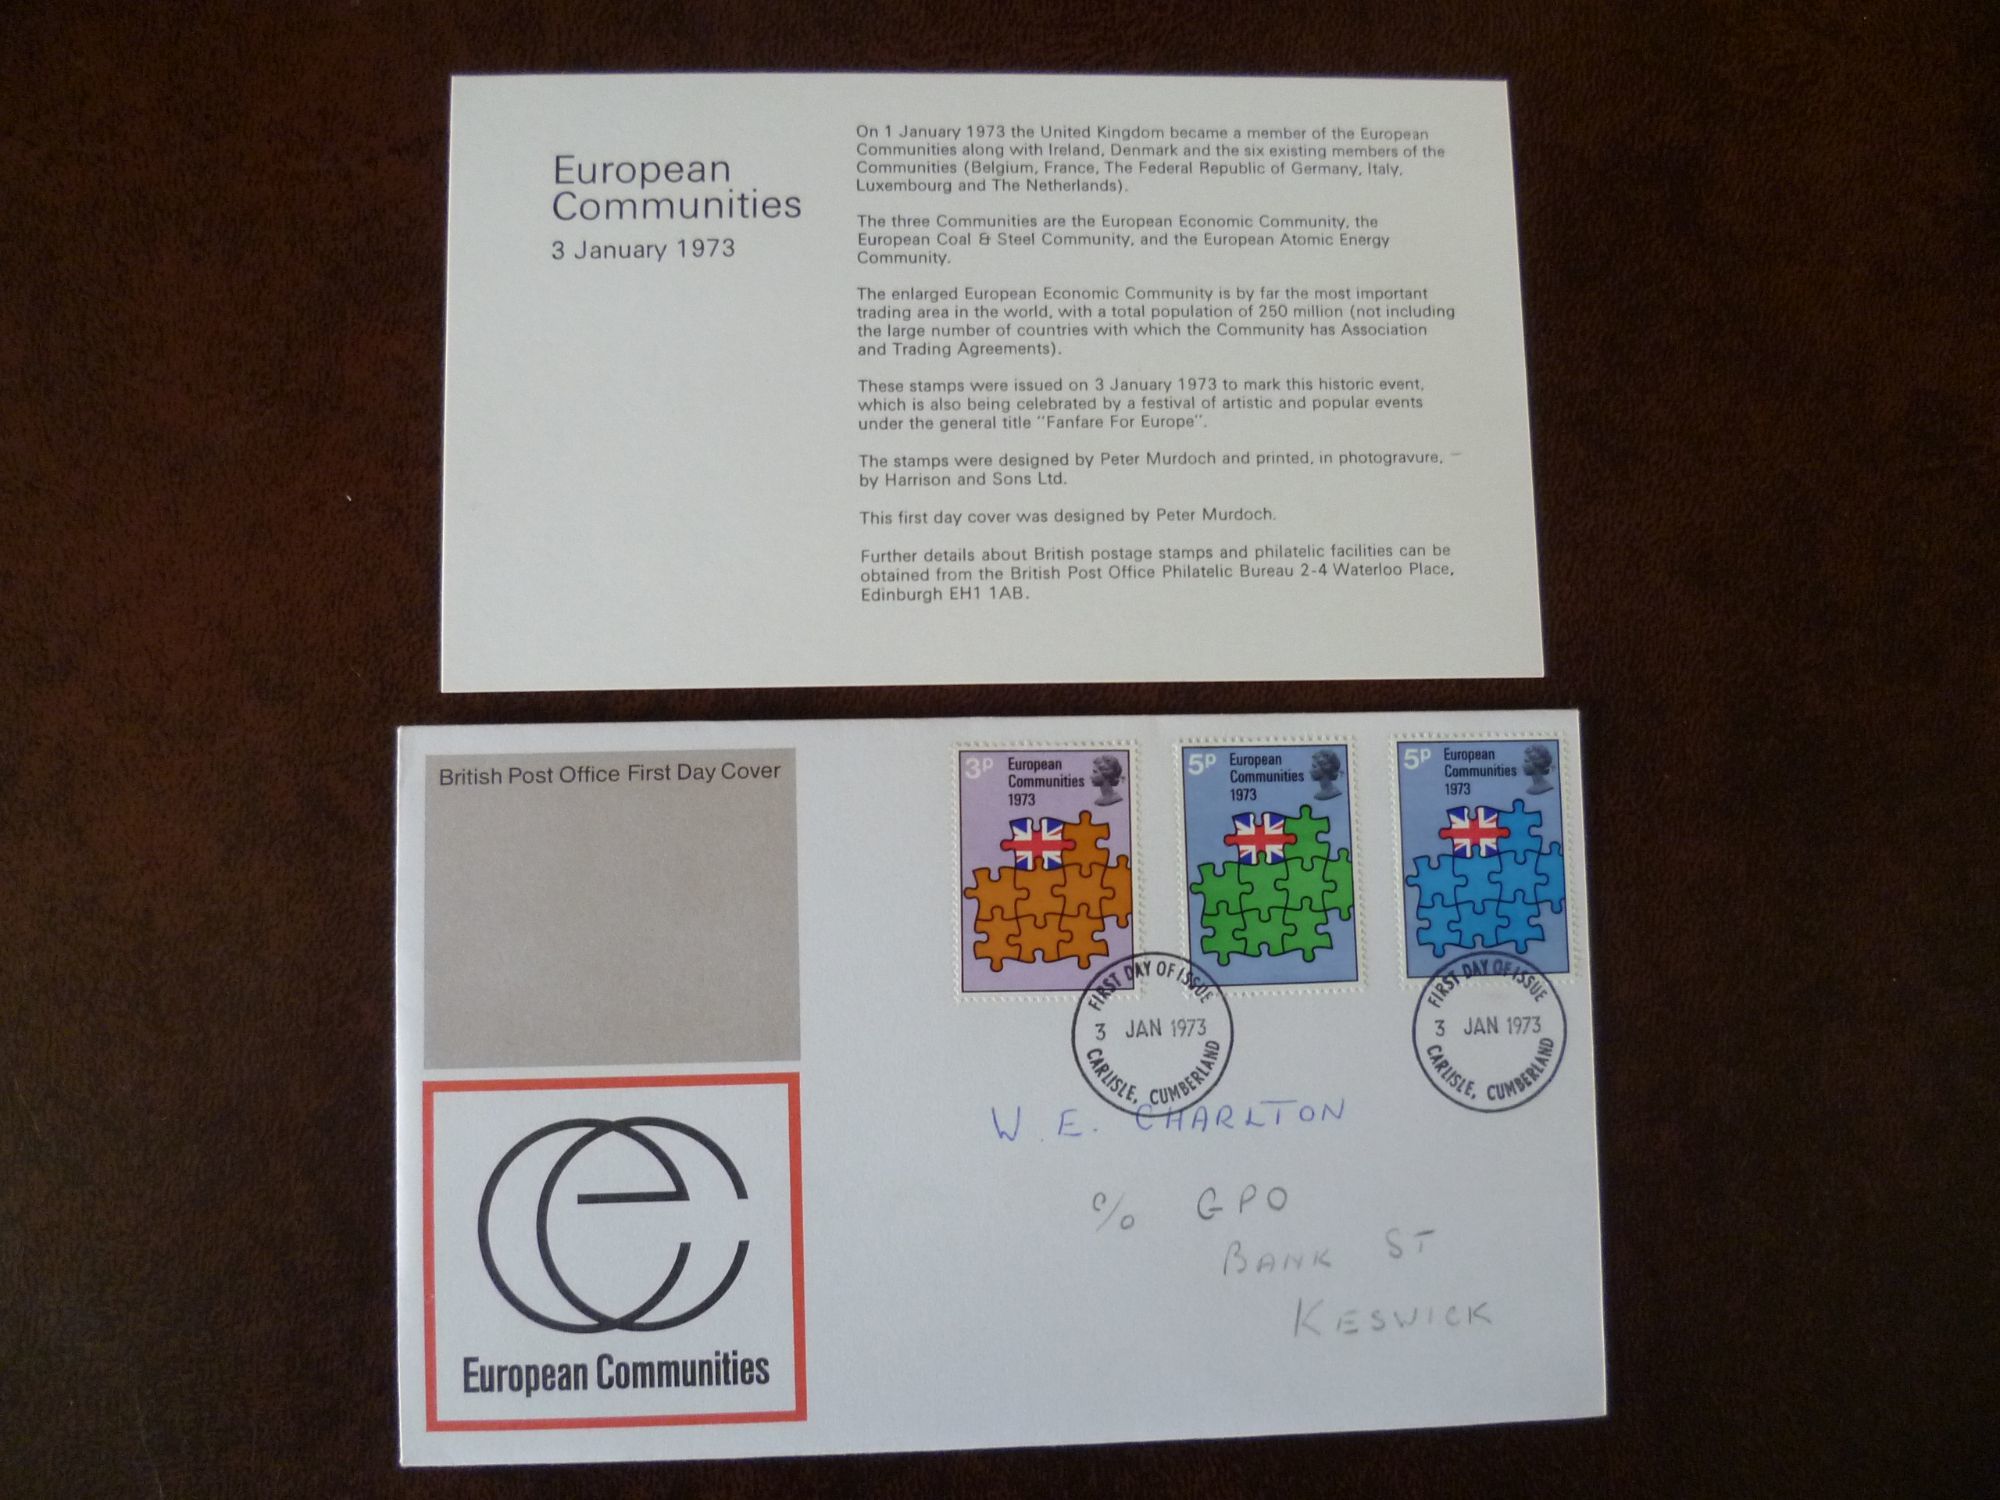 European
Communities
3 January 1973
On 1 January 1973 the United Kingdom became a member of the European
Communities along with Ireland, Denmark and the six existing members of the
Communities (Belgium, France, The Federal Republic of Germany, Italy,
Luxembourg and The Netherlands).
The three Communities are the European Economic Community, the
European Coal & Steel Community, and the European Atomic Energy
Community.
The enlarged European Economic Community is by far the most important
trading area in the world, with a total population of 250 million (not including
the large number of countries with which the Community has Association
and Trading Agreements).
These stamps were issued on 3 January 1973 to mark this historic event,
which is also being celebrated by a festival of artistic and popular events
under the general title "Fanfare For Europe".
The stamps were designed by Peter Murdoch and printed, in photogravure,
by Harrison and Sons Ltd.
This first day cover was designed by Peter Murdoch.
Further details about British postage stamps and philatelic facilities can be
obtained from the British Post Office Philatelic Bureau 2-4 Waterloo Place,
Edinburgh EH1 1AB.
British Post Office First Day Cover
European Communities
3P
European
Communities
1973
5P
European
Communities
1973
5P
European
Communities
1973
FIRST DAY OF ISSUE
3 JAN 1973
CARLISLE, CUMBERLAND
FIRST DAY OF ISSUE
3 JAN 1973
CARLISLE, CUMBERLAND
W. E. CHARLTON
c/o GPO
BANK ST
KESWICK